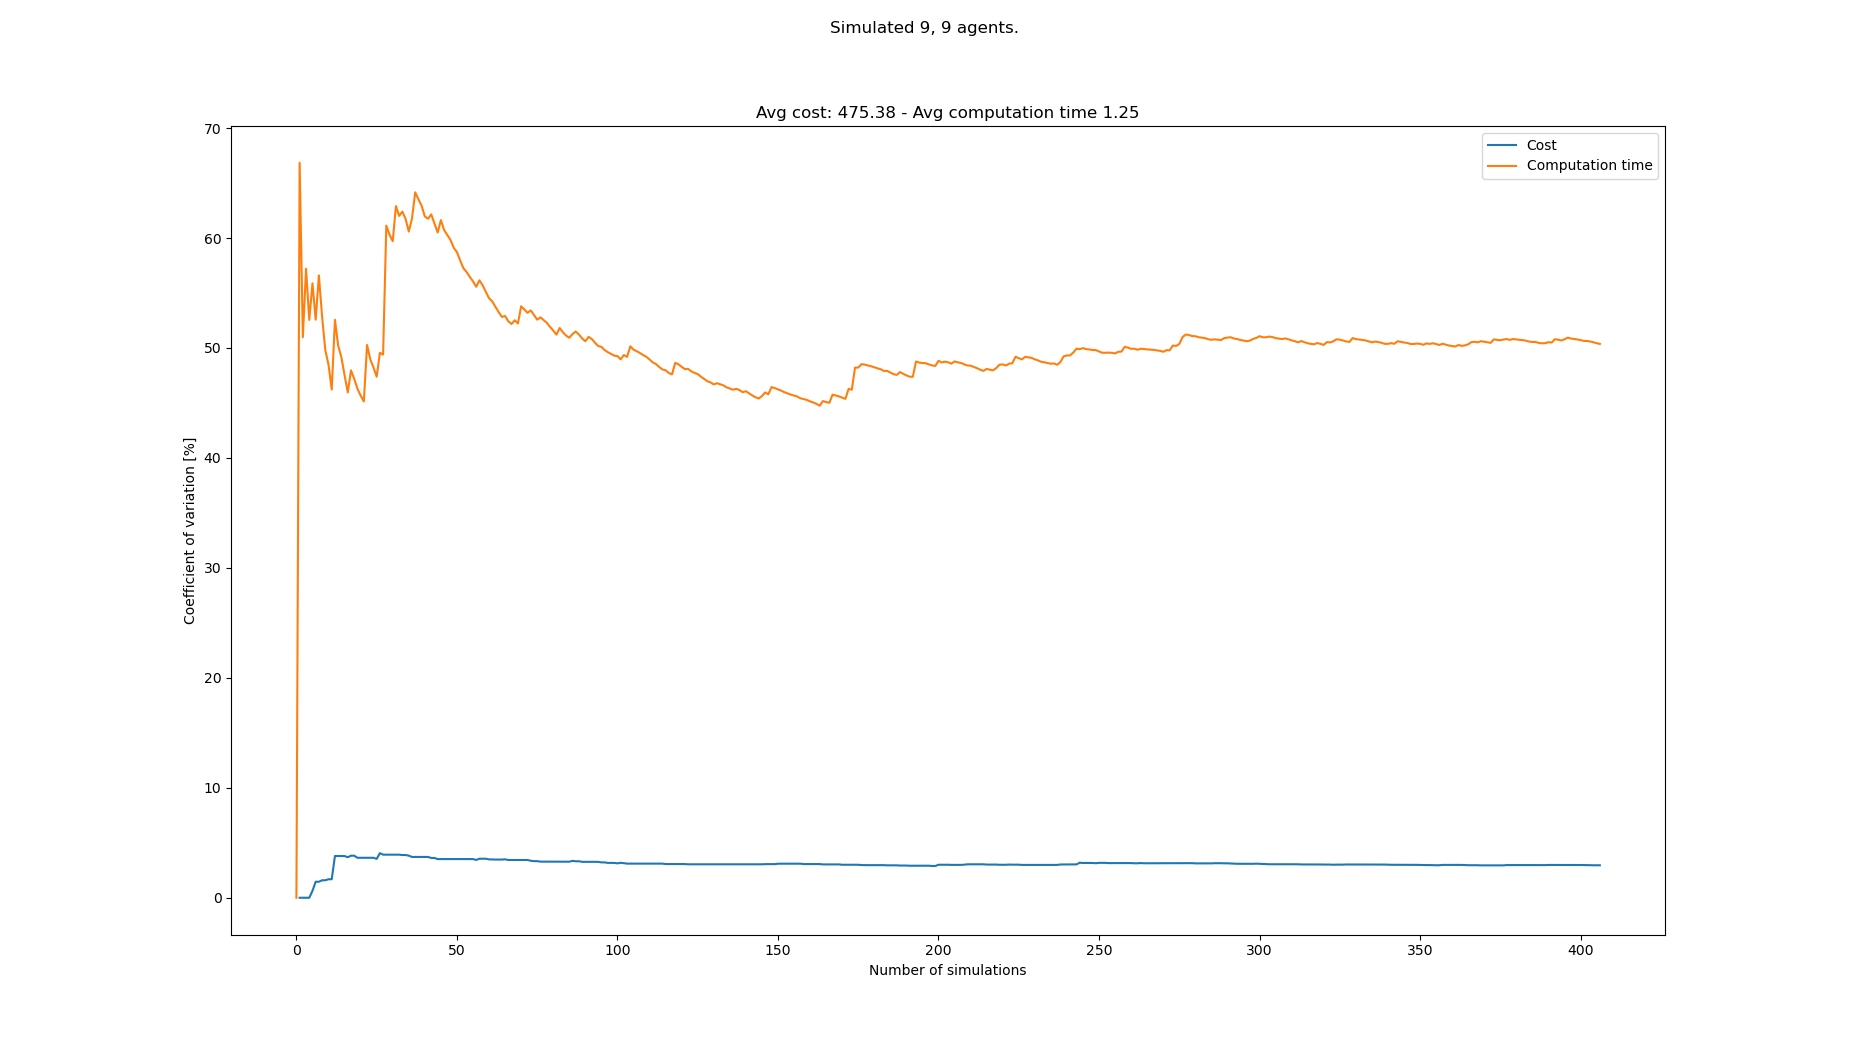 Simulated 9, 9 agents.
Avg cost: 475.38 - Avg computation time 1.25
Cost
Computation time
70
60
50
40
30
20
10
0
Coefficient of variation [%]
0 50 100 150 200 250 300 350 400
Number of simulations